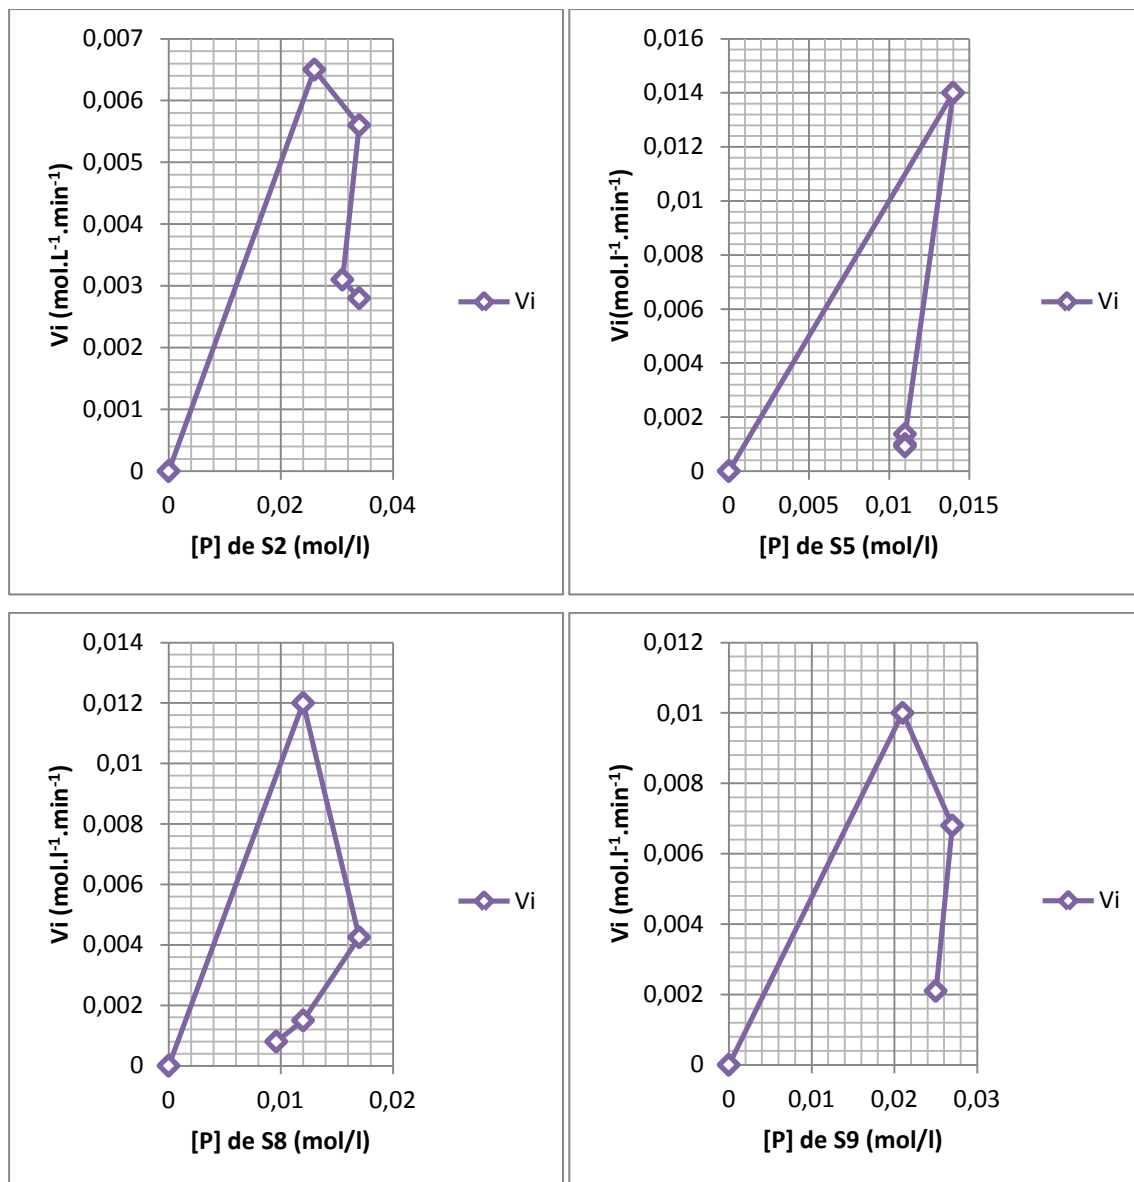 0,007
0,006
0,005
0,004
0,003
0,002
0,001
0
Vi (mol.L⁻¹.min⁻¹)
0 0,02 0,04
[P] de S2 (mol/l)
Vi
0,016
0,014
0,012
0,01
0,008
0,006
0,004
0,002
0
Vi(mol.l⁻¹.min⁻¹)
0 0,005 0,01 0,015
[P] de S5 (mol/l)
Vi
0,014
0,012
0,01
0,008
0,006
0,004
0,002
0
Vi (mol.l⁻¹.min⁻¹)
0 0,01 0,02
[P] de S8 (mol/l)
Vi
0,012
0,01
0,008
0,006
0,004
0,002
0
Vi (mol.l⁻¹.min⁻¹)
0 0,01 0,02 0,03
[P] de S9 (mol/l)
Vi